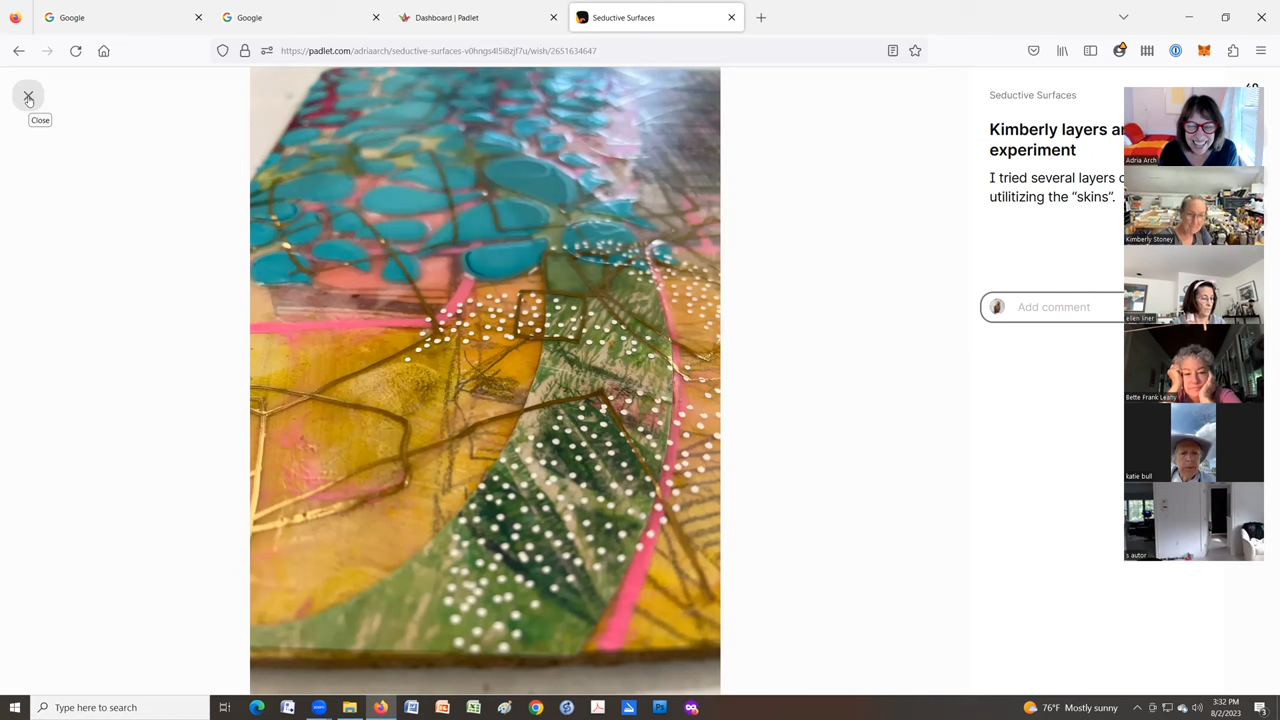 Google
Google
Dashboard | Padlet
Seductive Surfaces
https://padlet.com/adriaarch/seductive-surfaces-v0hngs4l5i8zjf7u/wish/2651634647
Close
Seductive Surfaces
Kimberly layers
experiment
I tried several layers
utilitizing the “skins”.
Add comment
Adria Arch
Kimberly Stoney
ellen liner
Bette Frank Leahy
katie bull
s autor
Type here to search
76°F Mostly sunny
3:32 PM
8/2/2023